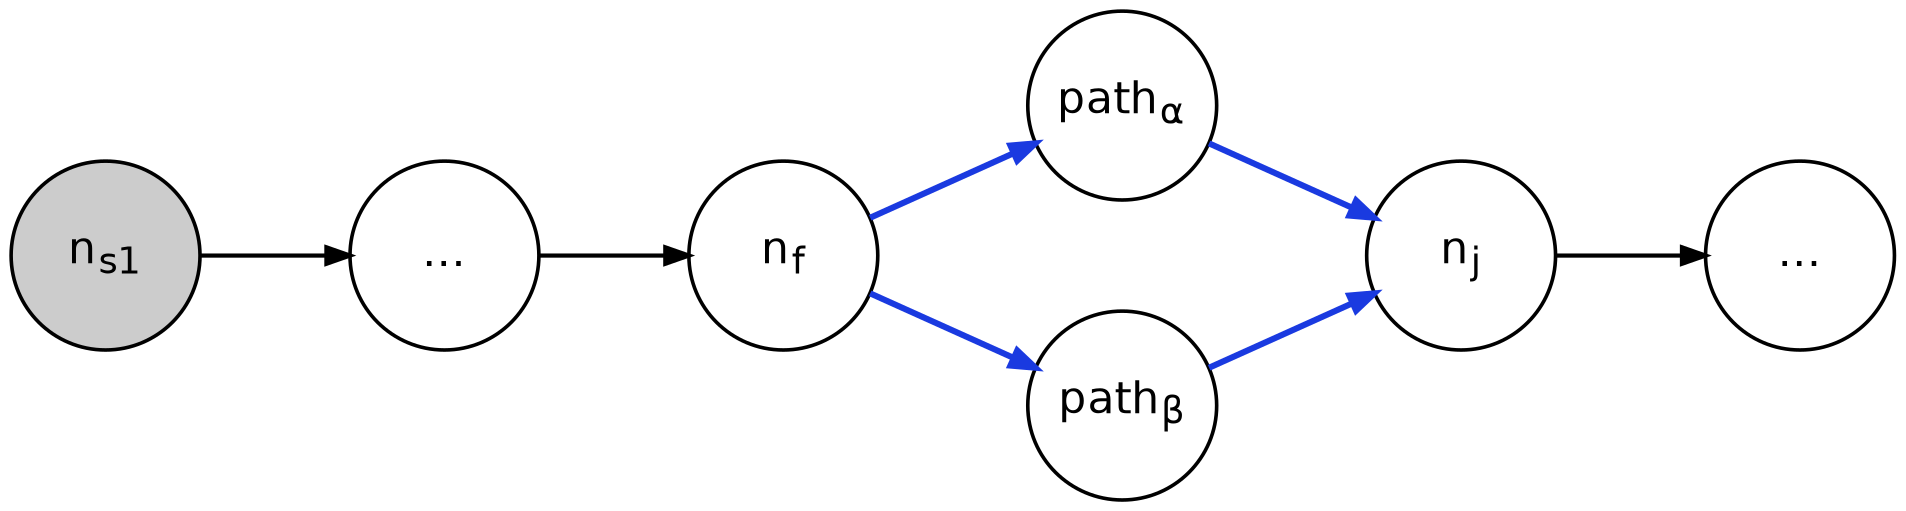 n_s1
...
n_f
path_α
path_β
n_j
...